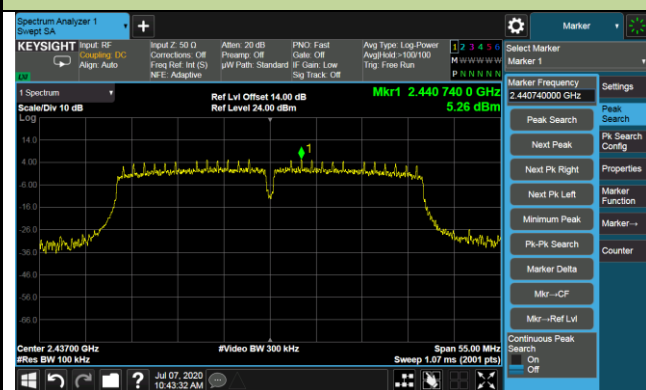 Spectrum Analyzer 1
Swept SA
+
Marker
KEYSIGHT
Input: RF
Coupling: DC
Align: Auto
Input Z: 50 Ω
Corrections: Off
Freq Ref: Int (S)
NFE: Adaptive
Atten: 20 dB
Preamp: Off
µW Path: Standard
PNO: Fast
Gate: Off
IF Gain: Low
Sig Track: Off
Avg Type: Log-Power
Avg|Hold:>100/100
Trig: Free Run
1 2 3 4 5 6
M W W W W W
P N N N N N
Select Marker
Marker 1
LXI
1 Spectrum
Scale/Div 10 dB
Log
Ref Lvl Offset 14.00 dB
Ref Level 24.00 dBm
Mkr1 2.440 740 0 GHz
5.26 dBm
14.0
4.00
-6.00
-16.0
-26.0
-36.0
-46.0
-56.0
-66.0
1
Center 2.43700 GHz
#Res BW 100 kHz
#Video BW 300 kHz
Span 55.00 MHz
Sweep 1.07 ms (2001 pts)
Marker Frequency
2.440740000 GHz
Peak Search
Next Peak
Next Pk Right
Next Pk Left
Minimum Peak
Pk-Pk Search
Marker Delta
Mkr→CF
Mkr→Ref Lvl
Continuous Peak
Search
On
Off
Settings
Peak
Search
Pk Search
Config
Properties
Marker
Function
Marker→
Counter
?
Jul 07, 2020
10:43:32 AM